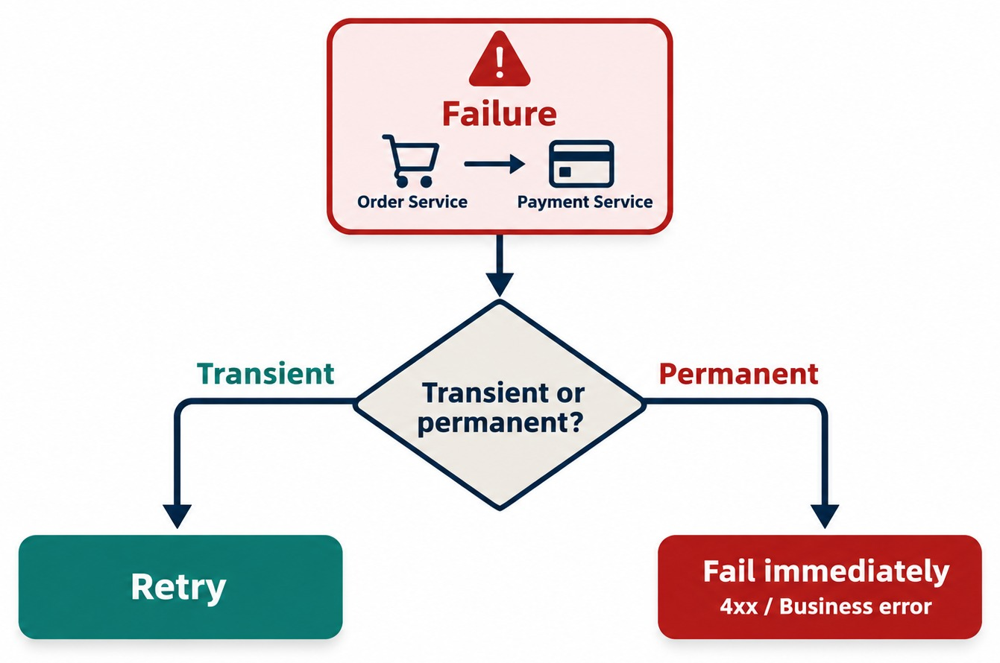 Failure
Order Service
Payment Service
Transient or
permanent?
Transient
Permanent
Retry
Fail immediately
4xx / Business error